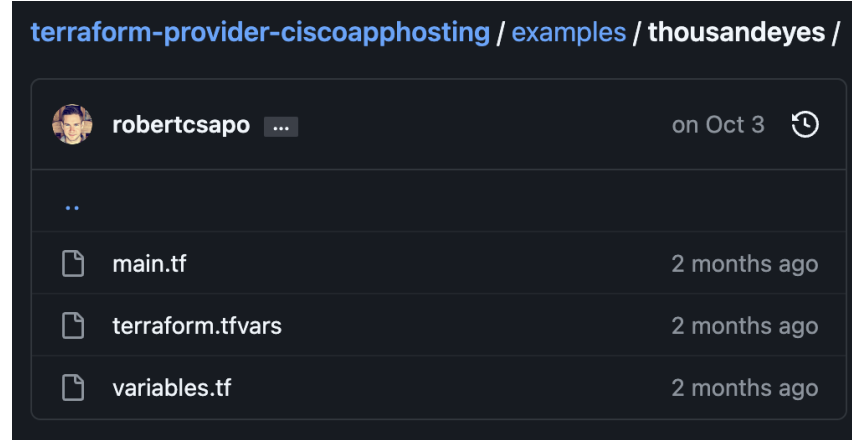 terraform-provider-ciscoapphosting / examples / thousandeyes /
robertcsapo ... on Oct 3
..
main.tf 2 months ago
terraform.tfvars 2 months ago
variables.tf 2 months ago